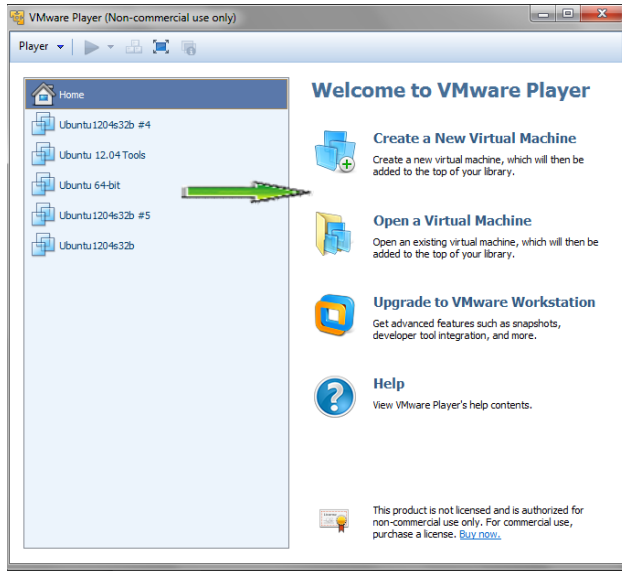 VMware Player (Non-commercial use only)
Player
Home
Ubuntu1204s32b #4
Ubuntu 12.04 Tools
Ubuntu 64-bit
Ubuntu1204s32b #5
Ubuntu1204s32b
Welcome to VMware Player
Create a New Virtual Machine
Create a new virtual machine, which will then be
added to the top of your library.
Open a Virtual Machine
Open an existing virtual machine, which will then be
added to the top of your library.
Upgrade to VMware Workstation
Get advanced features such as snapshots,
developer tool integration, and more.
Help
View VMware Player's help contents.
This product is not licensed and is authorized for
non-commercial use only. For commercial use,
purchase a license. Buy now.